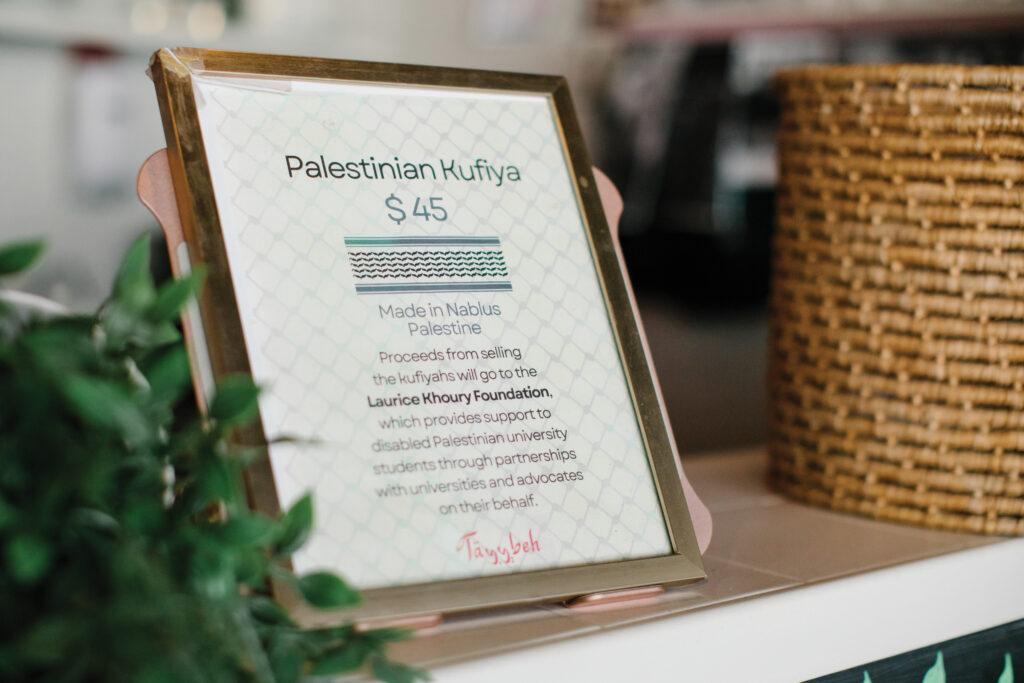 Palestinian Kufiya
$ 45
Made in Nablus
Palestine
Proceeds from selling
the kufiyahs will go to the
Laurice Khoury Foundation,
which provides support to
disabled Palestinian university
students through partnerships
with universities and advocates
on their behalf.
Tayybeh